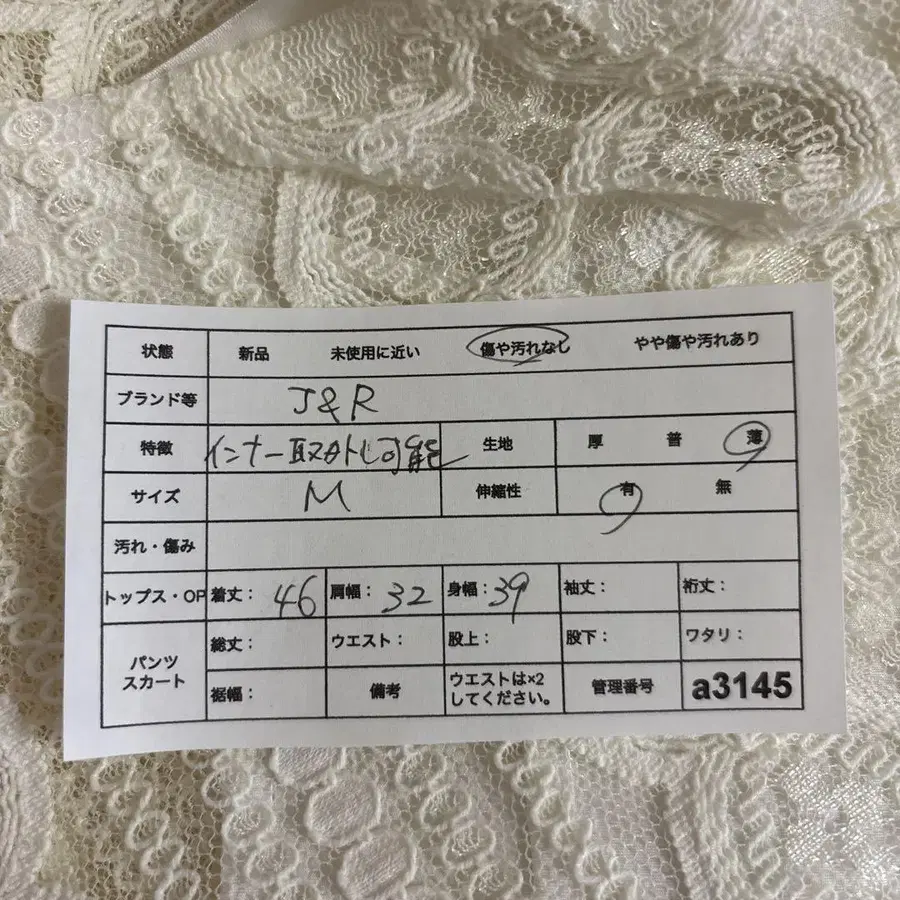 状態 新品 未使用に近い 傷や汚れなし やや傷や汚れあり
ブランド等 J&R
特徴 インナー取外し可能 生地 厚 普 薄
サイズ M 伸縮性 有 無
汚れ・傷み
トップス・OP 着丈: 46 肩幅: 32 身幅: 39 袖丈: 裄丈:
パンツ スカート 総丈: ウエスト: 股上: 股下: ワタリ:
裾幅: 備考 ウエストは×2 してください。 管理番号 a3145